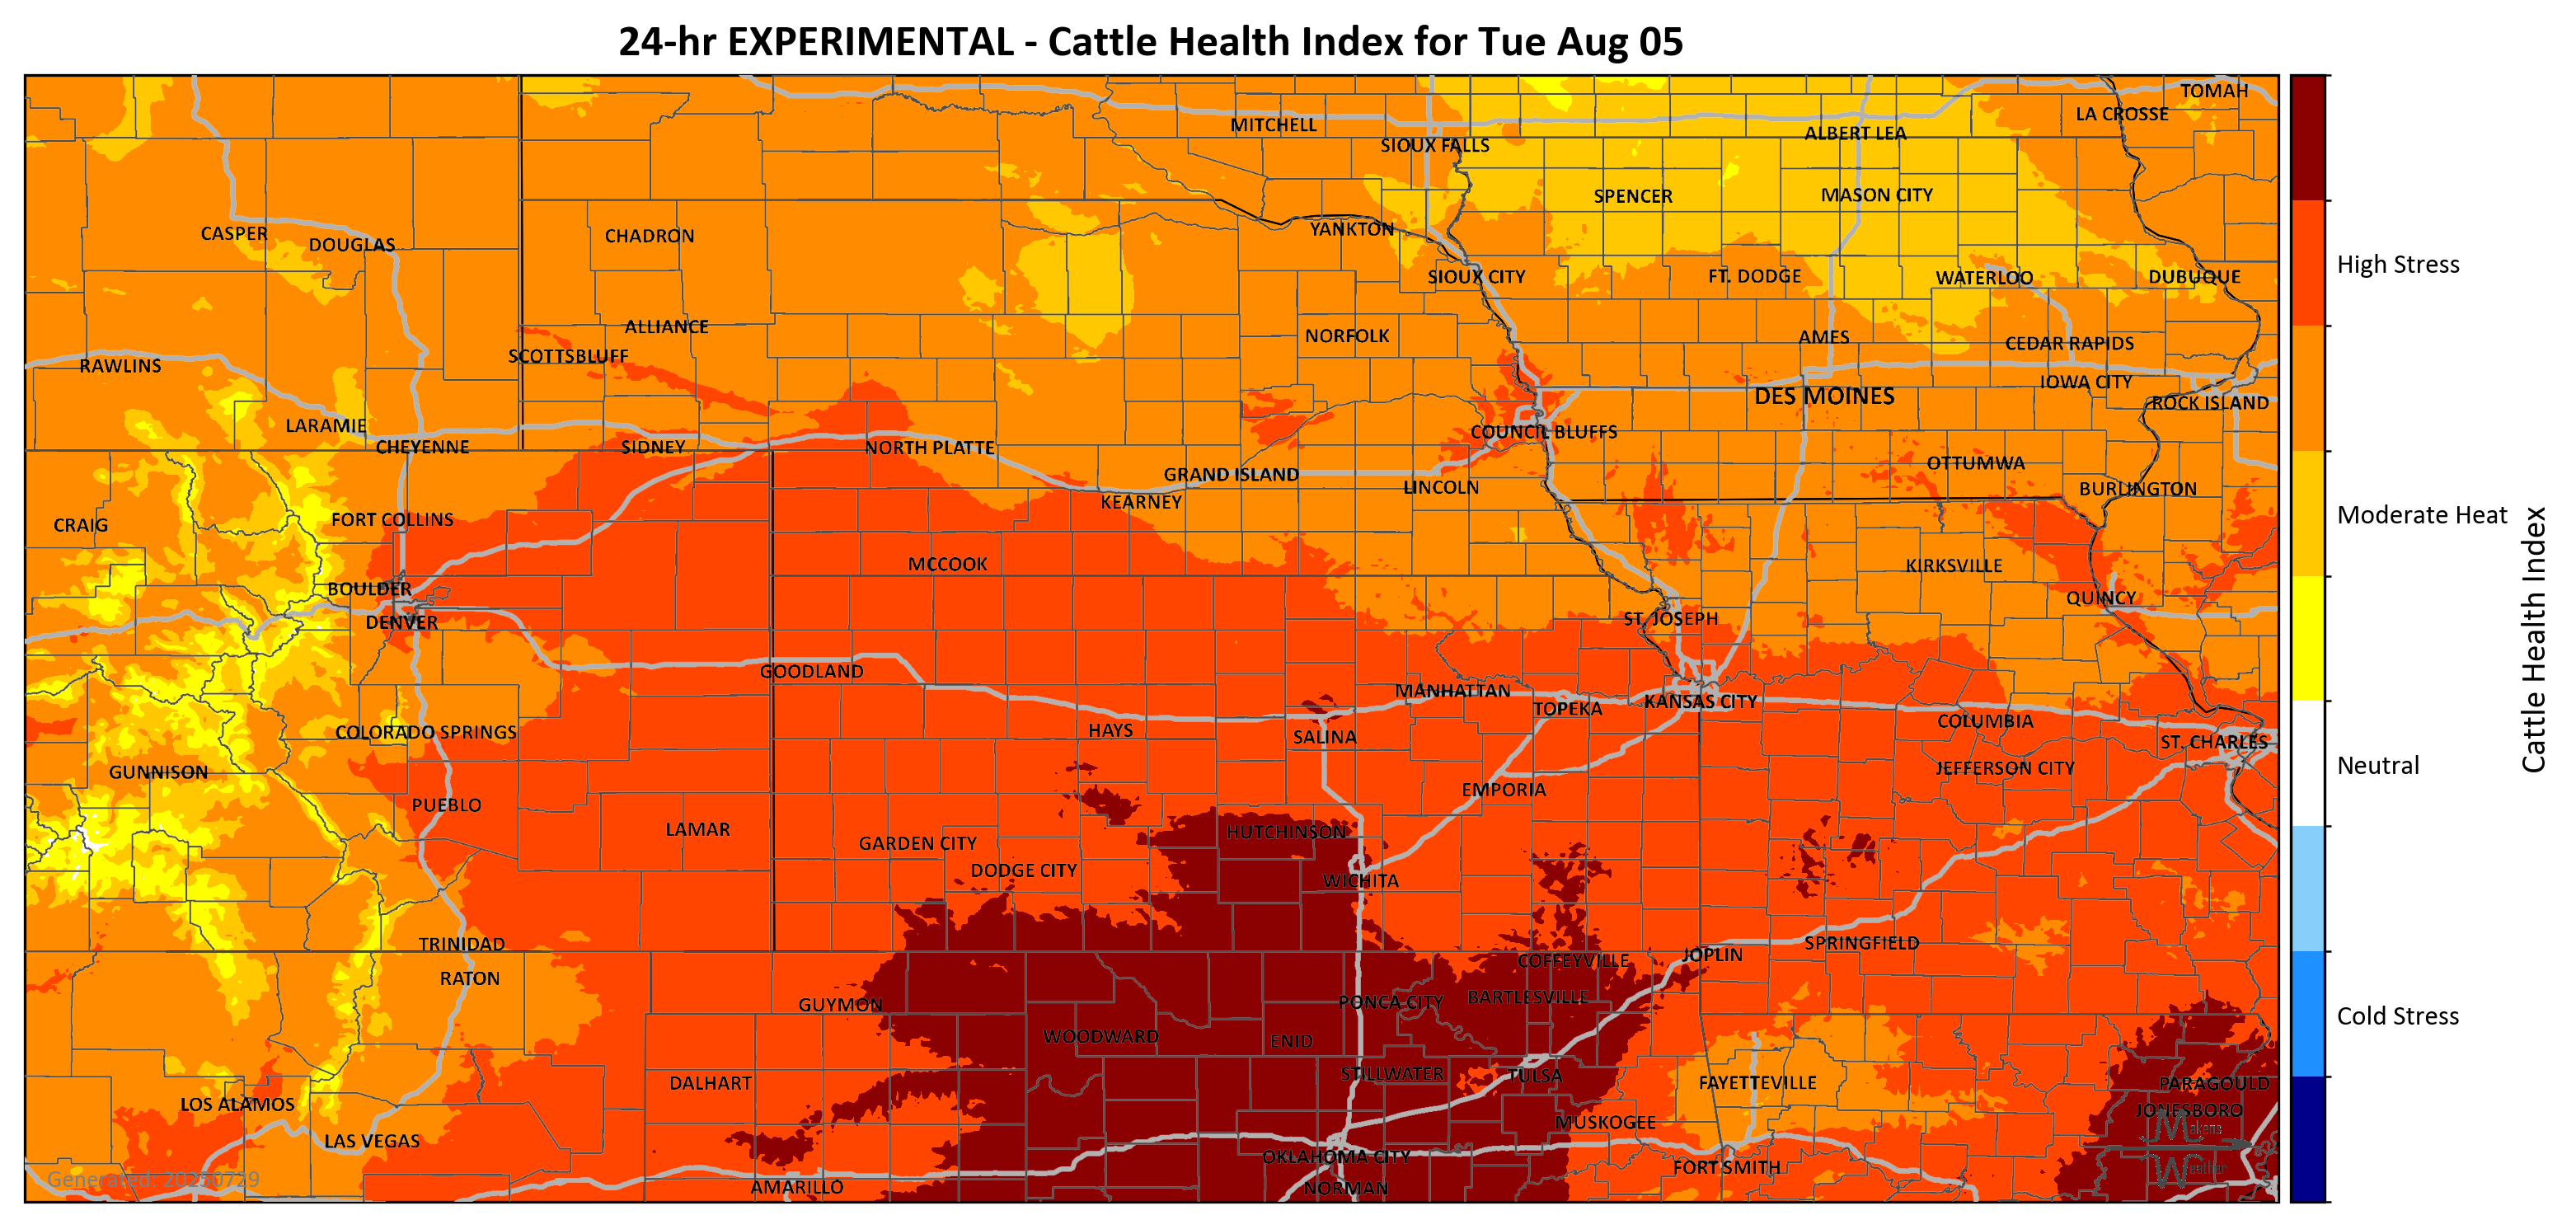 24-hr EXPERIMENTAL - Cattle Health Index for Tue Aug 05
TOMAH
LA CROSSE
MITCHELL
ALBERT LEA
SIOUX FALLS
SPENCER
MASON CITY
CASPER
DOUGLAS
CHADRON
YANKTON
SIOUX CITY
FT. DODGE
WATERLOO
DUBUQUE
High Stress
ALLIANCE
NORFOLK
AMES
CEDAR RAPIDS
SCOTTSBLUFF
RAWLINS
IOWA CITY
DES MOINES
ROCK ISLAND
LARAMIE
COUNCIL BLUFFS
CHEYENNE
SIDNEY
NORTH PLATTE
OTTUMWA
GRAND ISLAND
LINCOLN
BURLINGTON
KEARNEY
Moderate Heat
CRAIG
FORT COLLINS
MCCOOK
KIRKSVILLE
BOULDER
QUINCY
DENVER
ST. JOSEPH
Cattle Health Index
GOODLAND
MANHATTAN
TOPEKA
KANSAS CITY
COLUMBIA
COLORADO SPRINGS
HAYS
SALINA
ST. CHARLES
GUNNISON
JEFFERSON CITY
Neutral
EMPORIA
PUEBLO
LAMAR
HUTCHINSON
GARDEN CITY
DODGE CITY
WICHITA
TRINIDAD
SPRINGFIELD
JOPLIN
COFFEYVILLE
RATON
BARTLESVILLE
GUYMON
PONCA CITY
Cold Stress
WOODWARD
ENID
STILLWATER
TULSA
DALHART
FAYETTEVILLE
PARAGOULD
LOS ALAMOS
JONESBORO
MUSKOGEE
Makens
LAS VEGAS
OKLAHOMA CITY
FORT SMITH
Weather
Generated: 20250729
AMARILLO
NORMAN